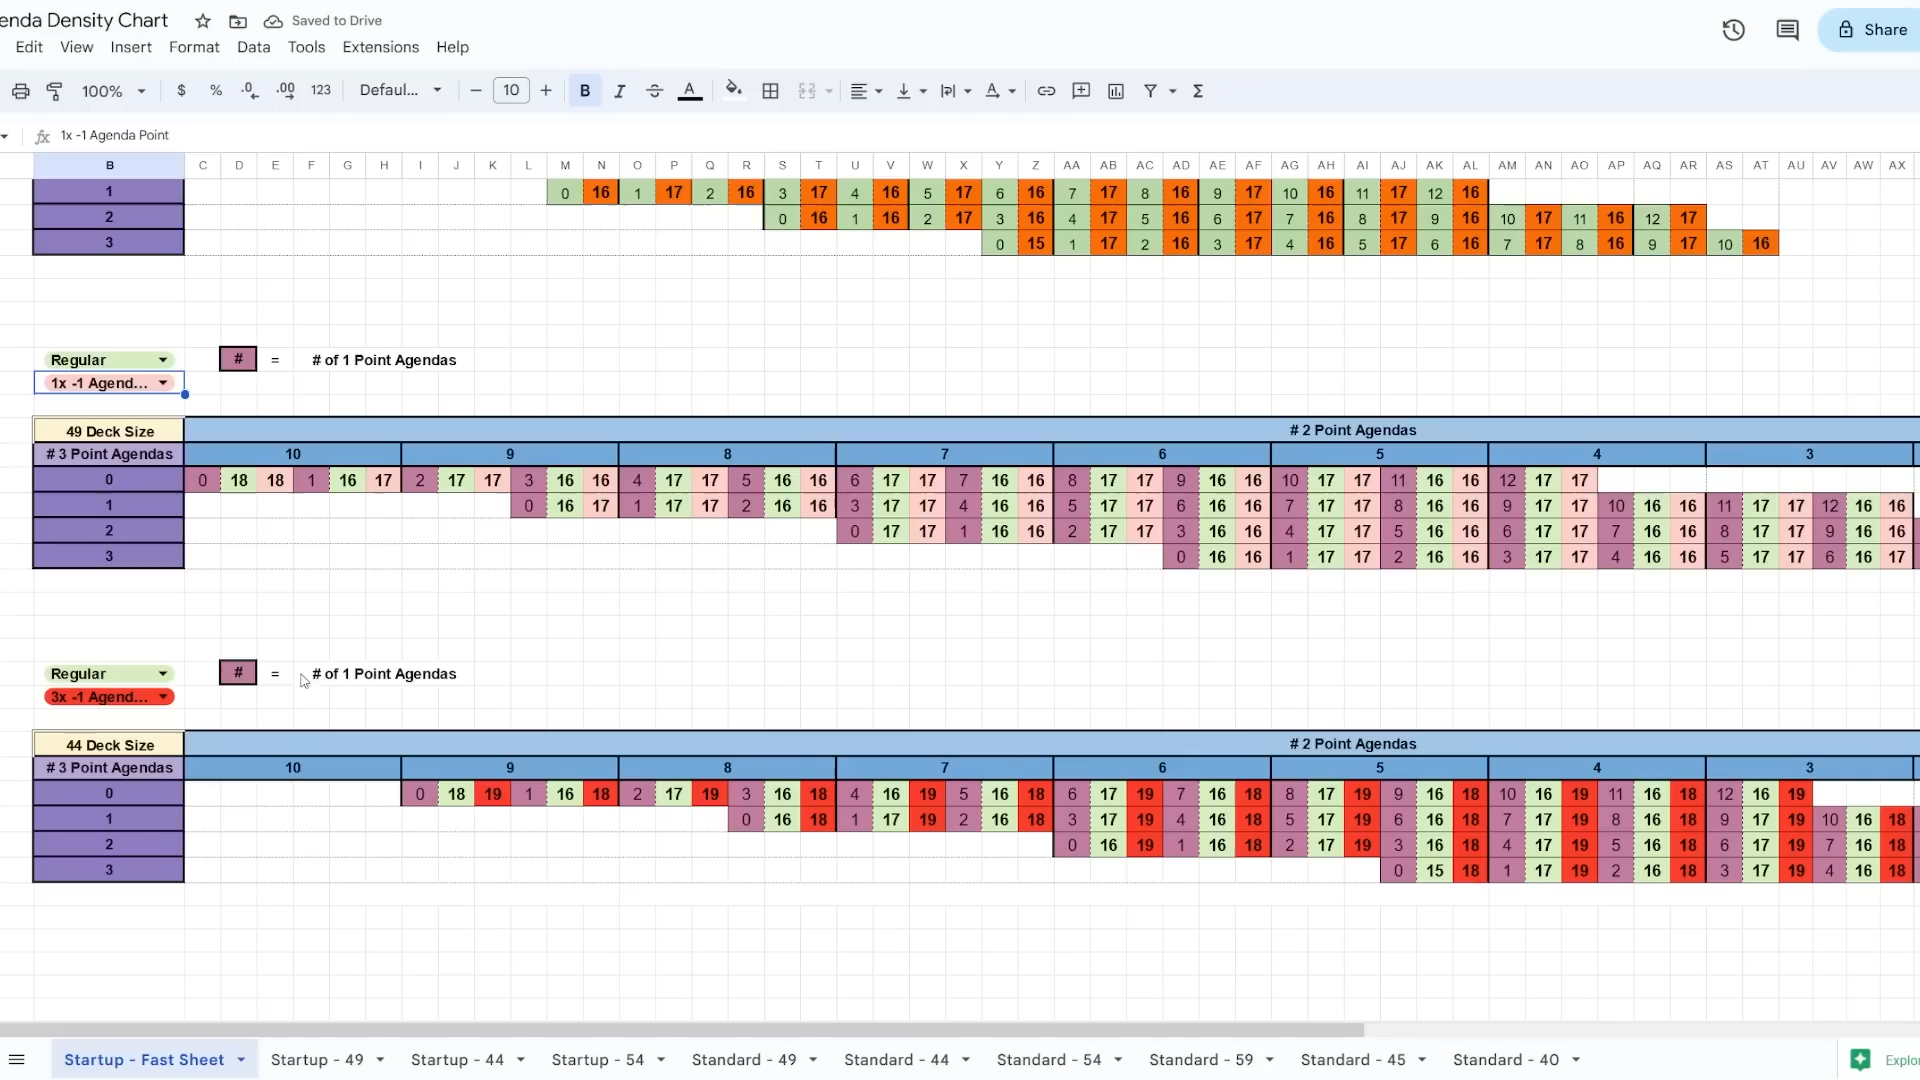 enda Density Chart Saved to Drive
Edit View Insert Format Data Tools Extensions Help
Share
100% $ % .0 .00 123 Defaul... − 10 + B I A Σ
fx 1x -1 Agenda Point
B C D E F G H I J K L M N O P Q R S T U V W X Y Z AA AB AC AD AE AF AG AH AI AJ AK AL AM AN AO AP AQ AR AS AT AU AV AW AX
1 0 16 1 17 2 16 3 17 4 16 5 17 6 16 7 17 8 16 9 17 10 16 11 17 12 16
2 0 16 1 16 2 17 3 16 4 17 5 16 6 17 7 16 8 17 9 16 10 17 11 16 12 17
3 0 15 1 17 2 16 3 17 4 16 5 17 6 16 7 17 8 16 9 17 10 16
Regular # = # of 1 Point Agendas
1x -1 Agend...
49 Deck Size # 2 Point Agendas
# 3 Point Agendas 10 9 8 7 6 5 4 3
0 0 18 18 1 16 17 2 17 17 3 16 16 4 17 17 5 16 16 6 17 17 7 16 16 8 17 17 9 16 16 10 17 17 11 16 16 12 17 17
1 0 16 17 1 17 17 2 16 16 3 17 17 4 16 16 5 17 17 6 16 16 7 17 17 8 16 16 9 17 17 10 16 16 11 17 17 12 16 16
2 0 17 17 1 16 16 2 17 17 3 16 16 4 17 17 5 16 16 6 17 17 7 16 16 8 17 17 9 16 16
3 0 16 16 1 17 17 2 16 16 3 17 17 4 16 16 5 17 17 6 16 17
Regular # = # of 1 Point Agendas
3x -1 Agend...
44 Deck Size # 2 Point Agendas
# 3 Point Agendas 10 9 8 7 6 5 4 3
0 0 18 19 1 16 18 2 17 19 3 16 18 4 16 19 5 16 18 6 17 19 7 16 18 8 17 19 9 16 18 10 16 19 11 16 18 12 16 19
1 0 16 18 1 17 19 2 16 18 3 17 19 4 16 18 5 17 19 6 16 18 7 17 19 8 16 18 9 17 19 10 16 18
2 0 16 19 1 16 18 2 17 19 3 16 18 4 17 19 5 16 18 6 17 19 7 16 18
3 0 15 18 1 17 19 2 16 18 3 17 19 4 16 18
Startup - Fast Sheet Startup - 49 Startup - 44 Startup - 54 Standard - 49 Standard - 44 Standard - 54 Standard - 59 Standard - 45 Standard - 40 Explo